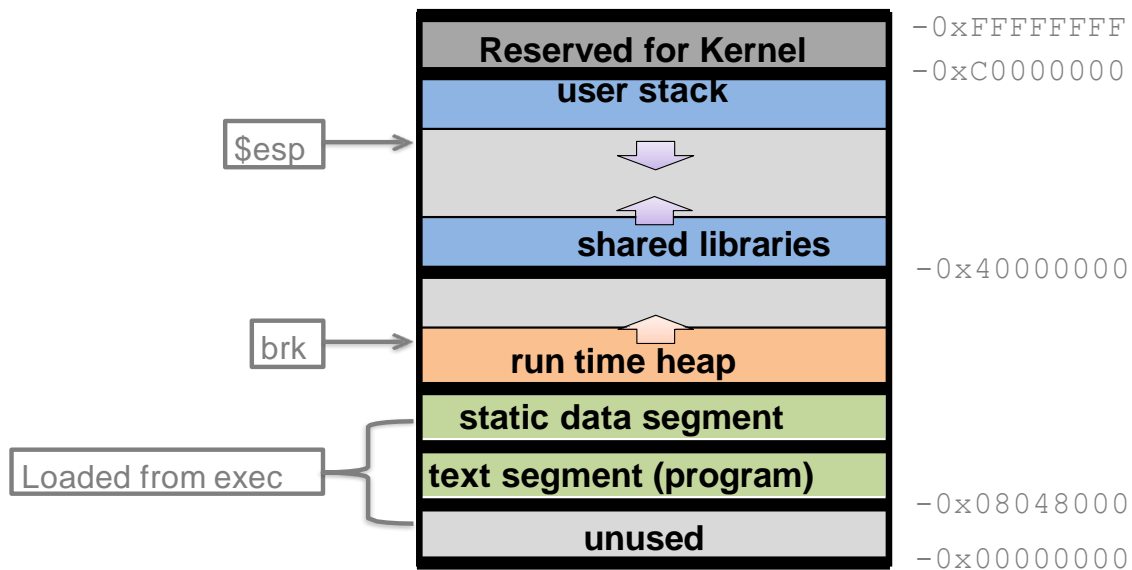 Reserved for Kernel
-0xFFFFFFFF
-0xC0000000
user stack
$esp
shared libraries
-0x40000000
brk
run time heap
static data segment
Loaded from exec
text segment (program)
-0x08048000
unused
-0x00000000